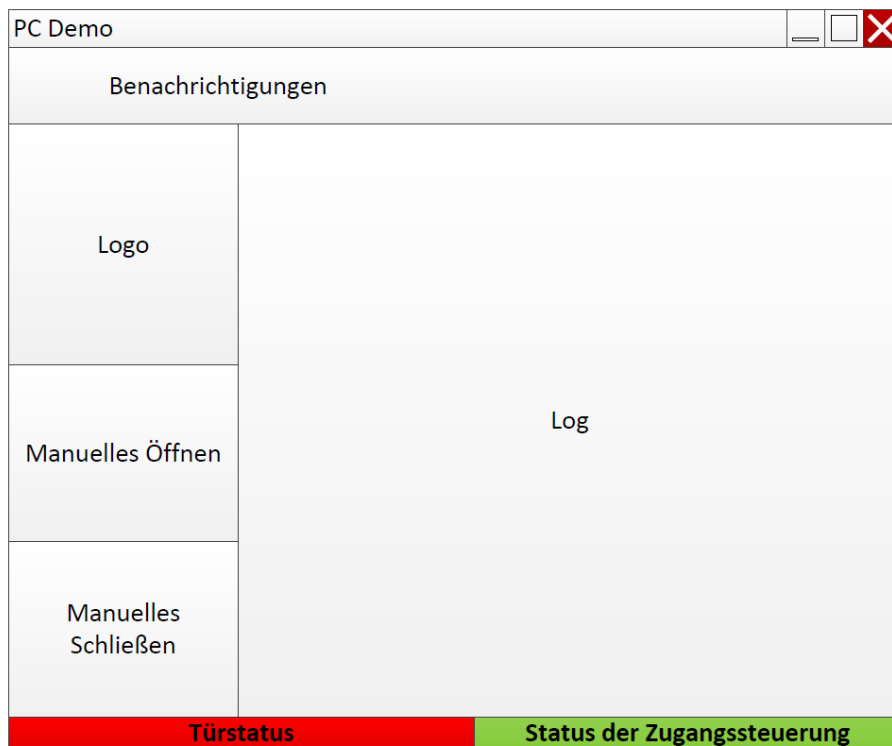 PC Demo
Benachrichtigungen
Logo
Manuelles Öffnen
Manuelles
Schließen
Log
Türstatus
Status der Zugangssteuerung